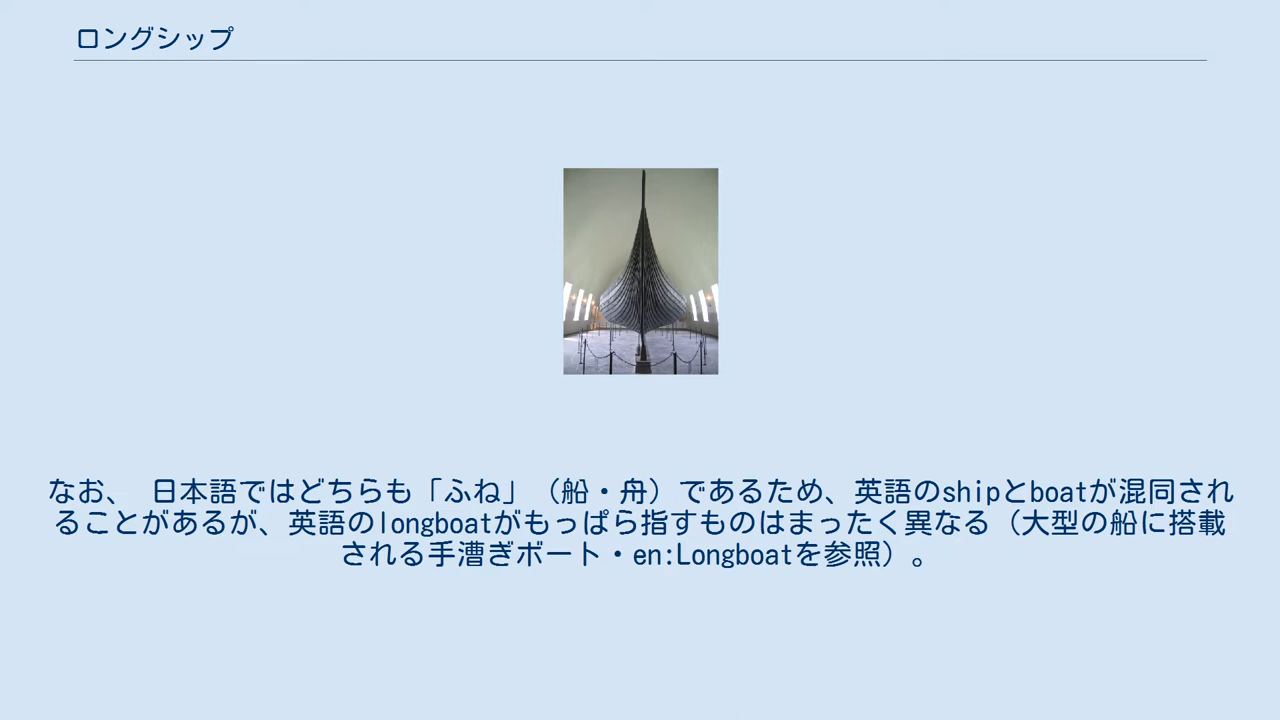 ロングシップ
なお、 日本語ではどちらも「ふね」（船・舟）であるため、英語のshipとboatが混同され
ることがあるが、英語のlongboatがもっぱら指すものはまったく異なる（大型の船に搭載
される手漕ぎボート・en:Longboatを参照）。